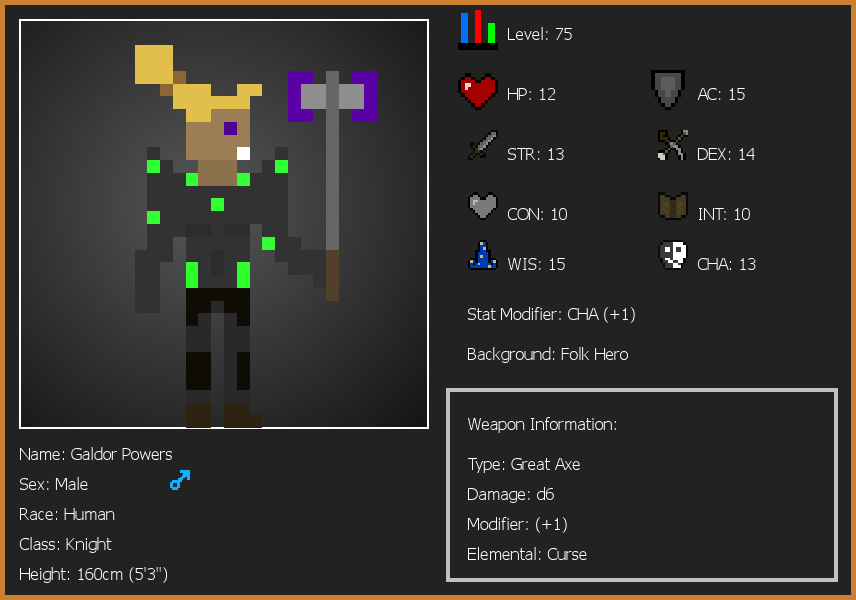 Level: 75
HP: 12
AC: 15
STR: 13
DEX: 14
CON: 10
INT: 10
WIS: 15
CHA: 13
Stat Modifier: CHA (+1)
Background: Folk Hero
Weapon Information:
Type: Great Axe
Damage: d6
Modifier: (+1)
Elemental: Curse
Name: Galdor Powers
Sex: Male
Race: Human
Class: Knight
Height: 160cm (5'3")